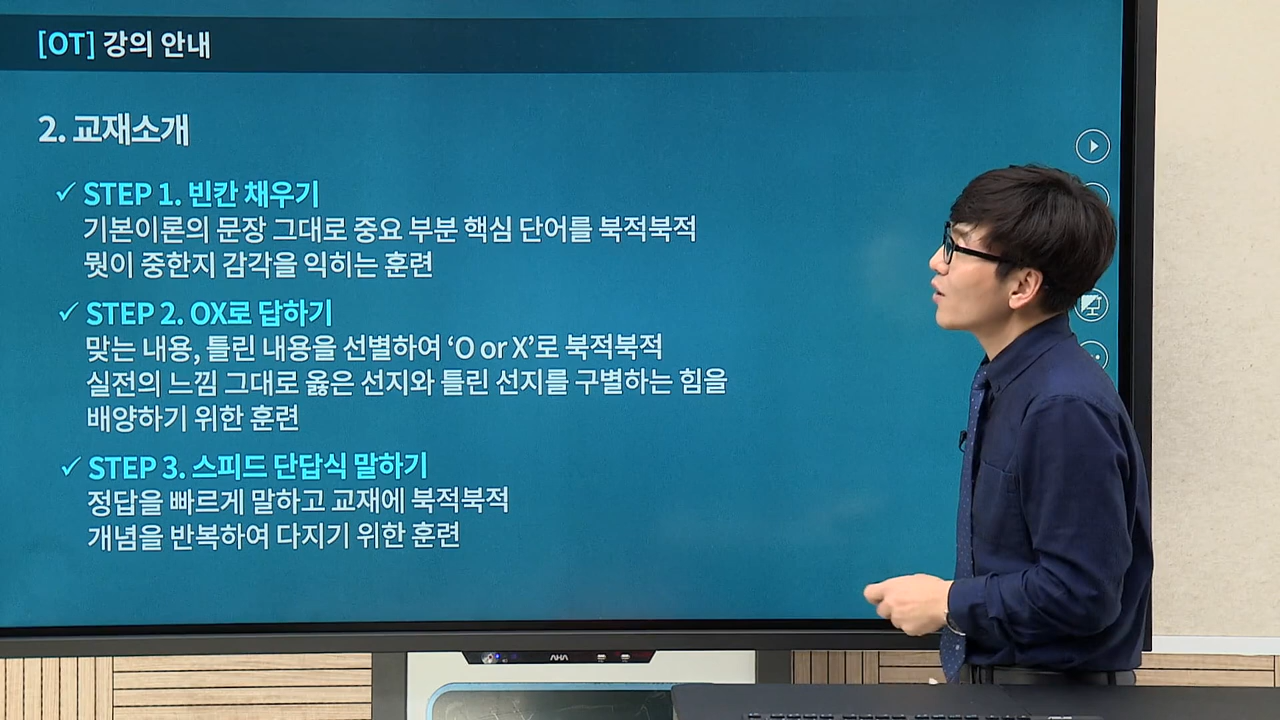 [OT] 강의 안내
2. 교재소개
✓ STEP 1. 빈칸 채우기
기본이론의 문장 그대로 중요 부분 핵심 단어를 북적북적
뭣이 중한지 감각을 익히는 훈련
✓ STEP 2. OX로 답하기
맞는 내용, 틀린 내용을 선별하여 ‘O or X’로 북적북적
실전의 느낌 그대로 옳은 선지와 틀린 선지를 구별하는 힘을
배양하기 위한 훈련
✓ STEP 3. 스피드 단답식 말하기
정답을 빠르게 말하고 교재에 북적북적
개념을 반복하여 다지기 위한 훈련
AHA